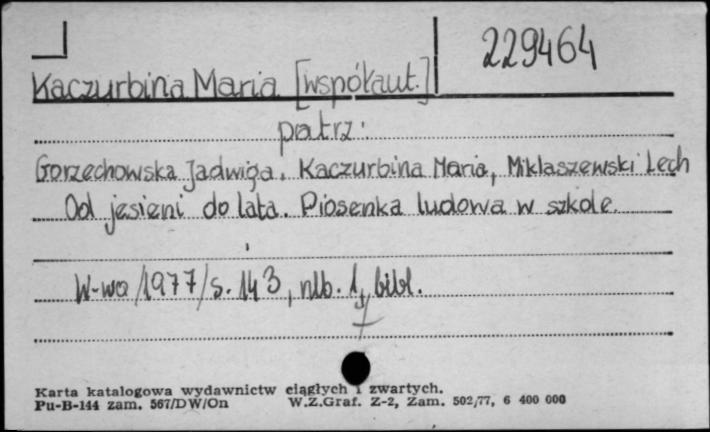 229464
Kaczurbina Maria [współaut.]
patrz:
Gorzechowska Jadwiga, Kaczurbina Maria, Miklaszewski Lech
Od jesieni do lata. Piosenka ludowa w szkole.
W-wa /1977/ s. 143, nlb. 1, bibl.
Karta katalogowa wydawnictw ciągłych i zwartych.
Pu-B-144 zam. 567/DW/On W.Z.Graf. Z-2, Zam. 502/77, 6 400 000